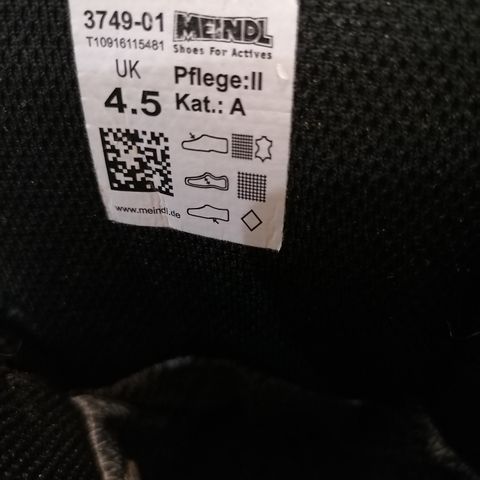 3749-01 MEINDL
T10916115481 Shoes For Actives
UK Pflege:II
4.5 Kat.: A
www.meindl.de